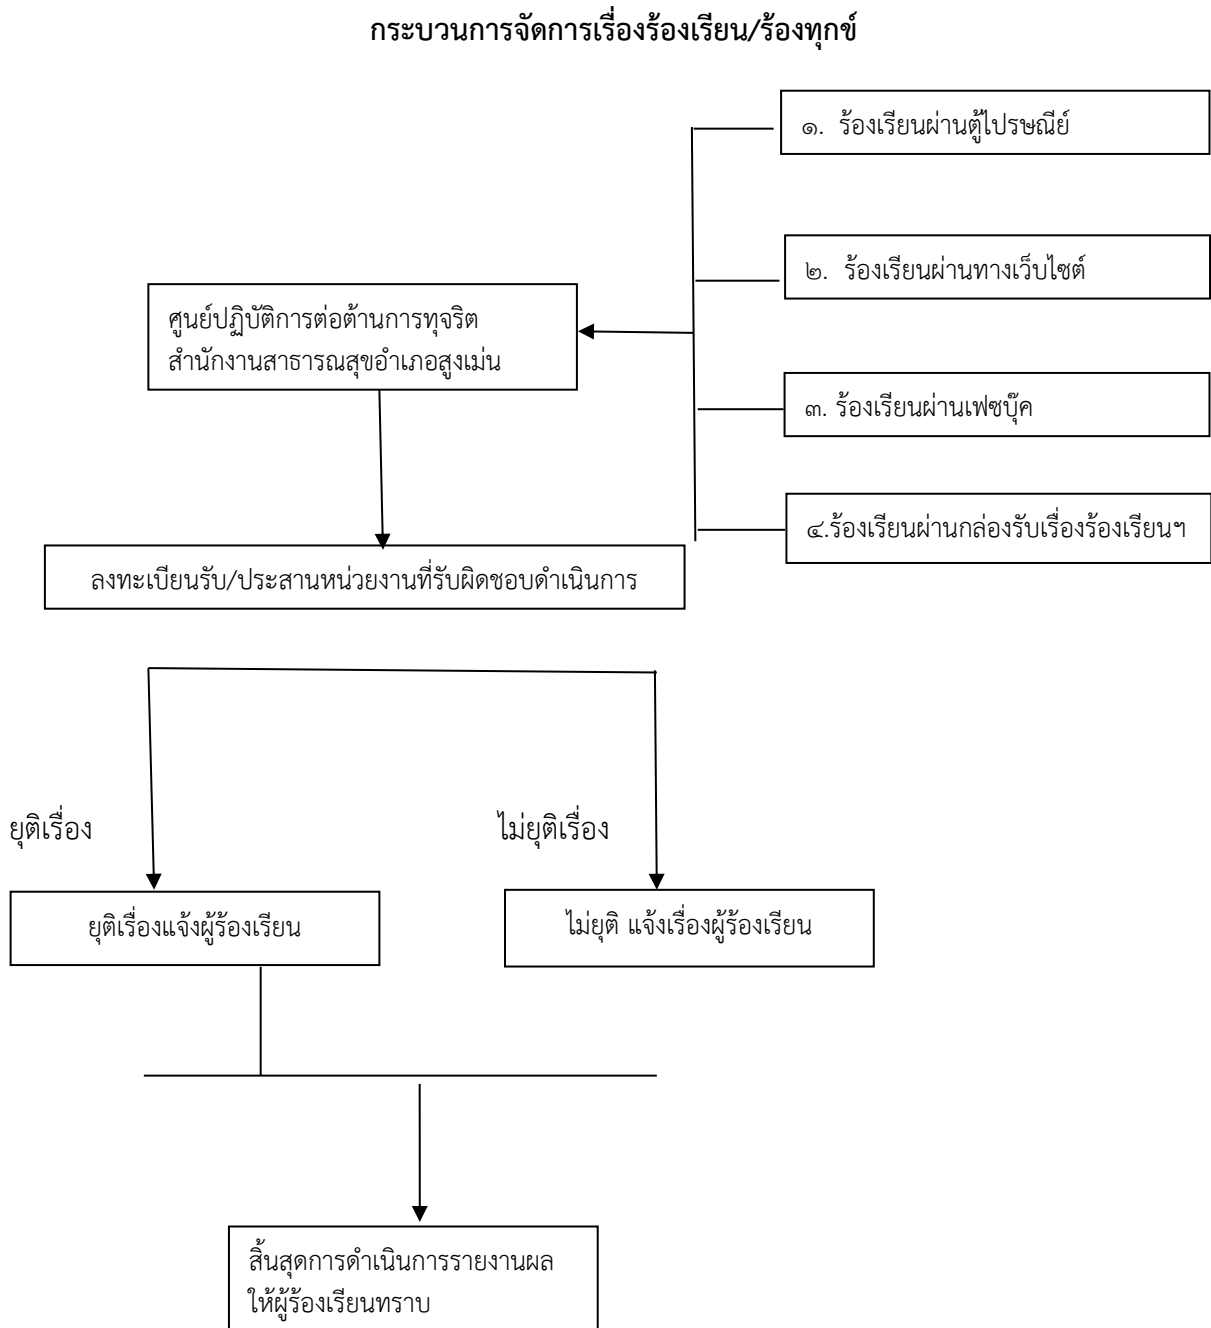 กระบวนการจัดการเรื่องร้องเรียน/ร้องทุกข์
๑. ร้องเรียนผ่านตู้ไปรษณีย์
๒. ร้องเรียนผ่านทางเว็บไซต์
ศูนย์ปฏิบัติการต่อต้านการทุจริต
สำนักงานสาธารณสุขอำเภอสูงเม่น
๓. ร้องเรียนผ่านเฟซบุ๊ค
๔.ร้องเรียนผ่านกล่องรับเรื่องร้องเรียนฯ
ลงทะเบียนรับ/ประสานหน่วยงานที่รับผิดชอบดำเนินการ
ยุติเรื่อง
ไม่ยุติเรื่อง
ยุติเรื่องแจ้งผู้ร้องเรียน
ไม่ยุติ แจ้งเรื่องผู้ร้องเรียน
สิ้นสุดการดำเนินการรายงานผล
ให้ผู้ร้องเรียนทราบ